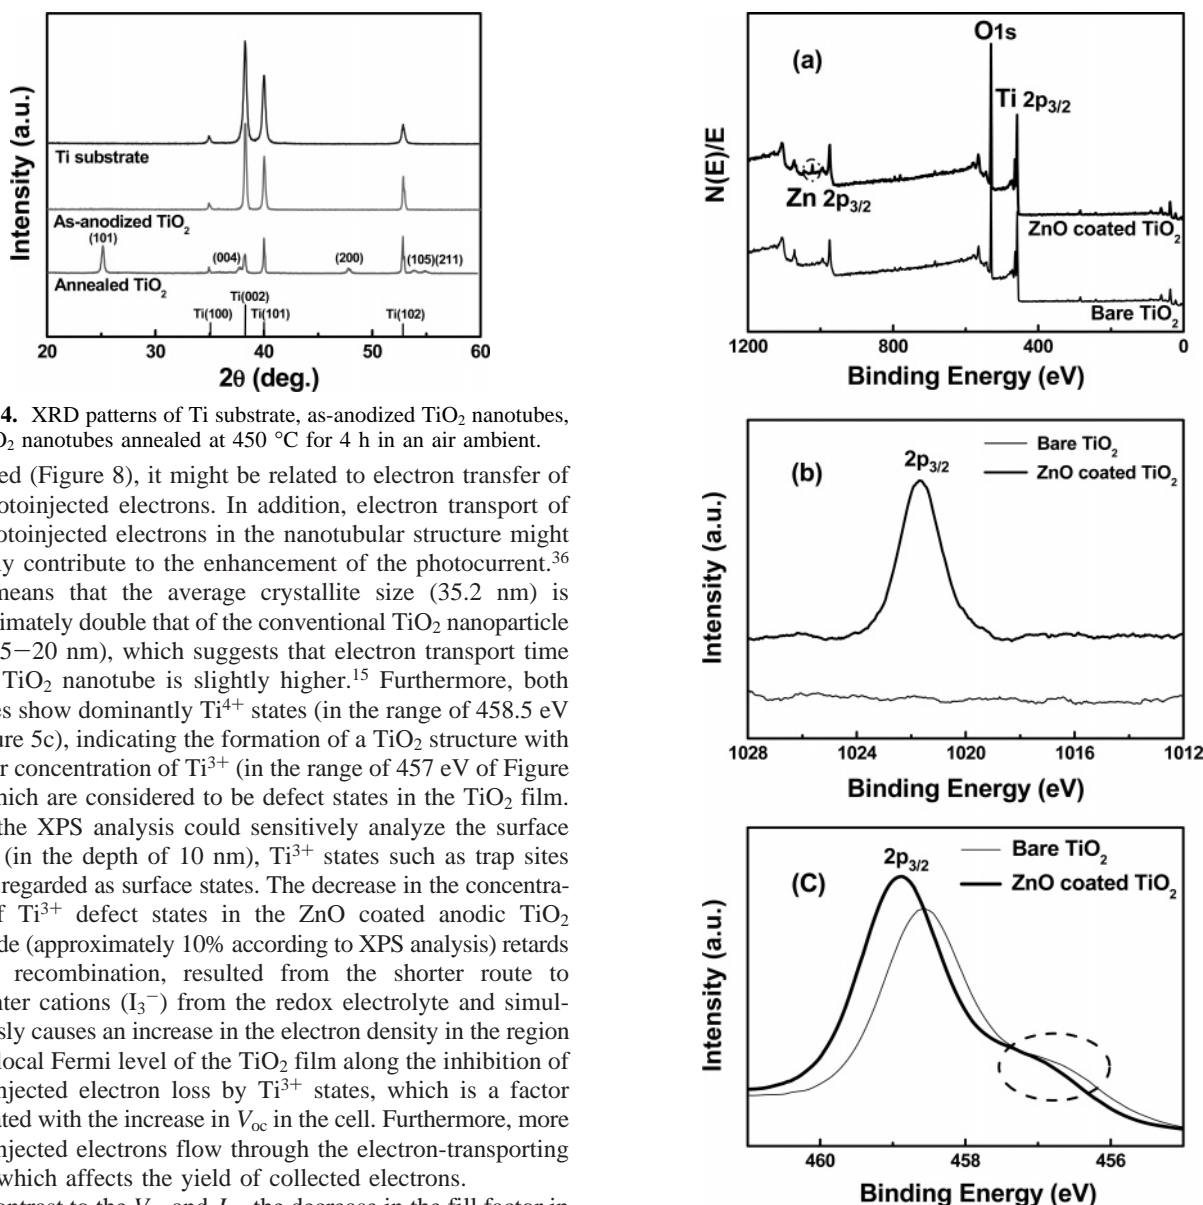 Intensity (a.u.)
Ti substrate
As-anodized TiO2
(101)
(004)
(200)
(105)(211)
Annealed TiO2
Ti(002)
Ti(100)
Ti(101)
Ti(102)
20 30 40 50 60
2θ (deg.)
4. XRD patterns of Ti substrate, as-anodized TiO2 nanotubes,
O2 nanotubes annealed at 450 °C for 4 h in an air ambient.
ed (Figure 8), it might be related to electron transfer of
otoinjected electrons. In addition, electron transport of
otoinjected electrons in the nanotubular structure might
ly contribute to the enhancement of the photocurrent.36
means that the average crystallite size (35.2 nm) is
ximately double that of the conventional TiO2 nanoparticle
5−20 nm), which suggests that electron transport time
TiO2 nanotube is slightly higher.15 Furthermore, both
es show dominantly Ti4+ states (in the range of 458.5 eV
ure 5c), indicating the formation of a TiO2 structure with
r concentration of Ti3+ (in the range of 457 eV of Figure
hich are considered to be defect states in the TiO2 film.
the XPS analysis could sensitively analyze the surface
(in the depth of 10 nm), Ti3+ states such as trap sites
regarded as surface states. The decrease in the concentra-
f Ti3+ defect states in the ZnO coated anodic TiO2
de (approximately 10% according to XPS analysis) retards
recombination, resulted from the shorter route to
nter cations (I3−) from the redox electrolyte and simul-
sly causes an increase in the electron density in the region
local Fermi level of the TiO2 film along the inhibition of
njected electron loss by Ti3+ states, which is a factor
ated with the increase in Voc in the cell. Furthermore, more
njected electrons flow through the electron-transporting
which affects the yield of collected electrons.
the decrease in the fill factor in
N(E)/E
(a)
O1s
Ti 2p3/2
Zn 2p3/2
ZnO coated TiO2
Bare TiO2
1200 800 400 0
Binding Energy (eV)
Intensity (a.u.)
(b)
2p3/2
Bare TiO2
ZnO coated TiO2
1028 1024 1020 1016 1012
Binding Energy (eV)
Intensity (a.u.)
(C)
2p3/2
Bare TiO2
ZnO coated TiO2
460 458 456
Binding Energy (eV)